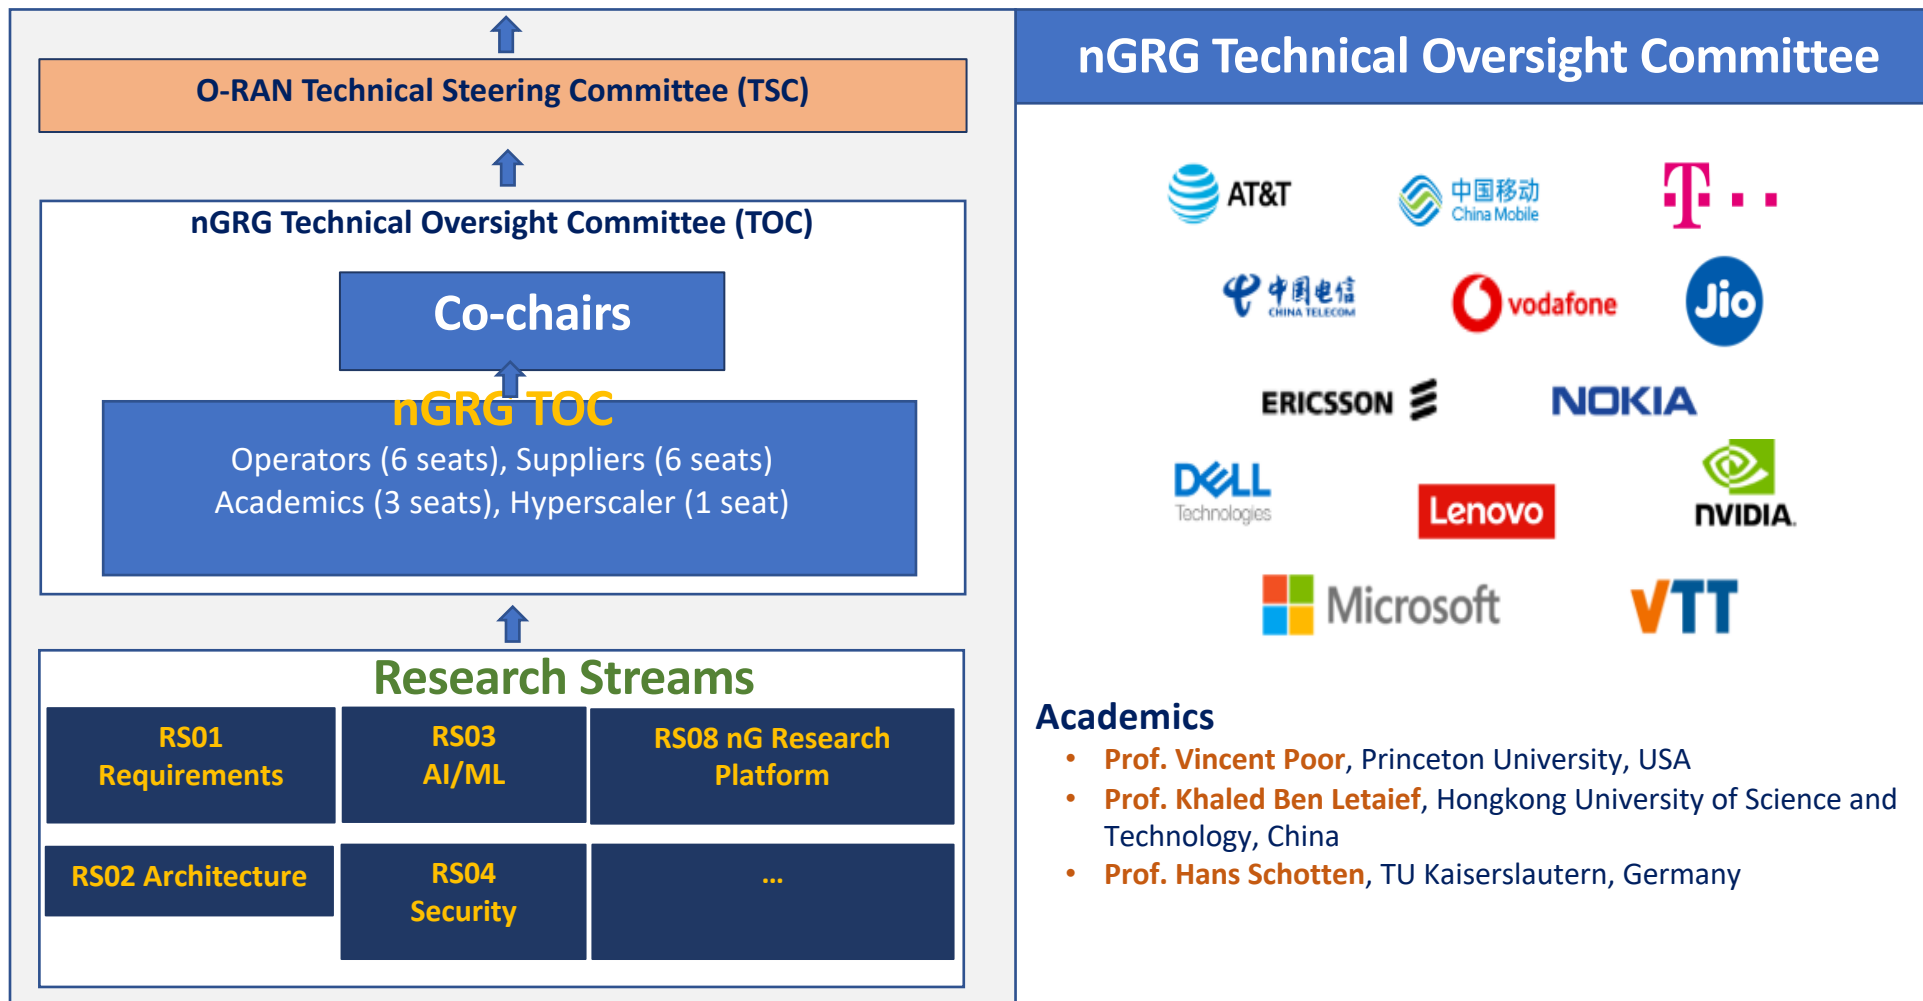 O-RAN Technical Steering Committee (TSC)
nGRG Technical Oversight Committee (TOC)
Co-chairs
nGRG TOC
Operators (6 seats), Suppliers (6 seats)
Academics (3 seats), Hyperscaler (1 seat)
Research Streams
RS01
Requirements
RS03
AI/ML
RS08 nG Research
Platform
RS02 Architecture
RS04
Security
...
nGRG Technical Oversight Committee
AT&T
中国移动
China Mobile
T
中国电信
CHINA TELECOM
vodafone
Jio
ERICSSON
NOKIA
DELL
Technologies
Lenovo
NVIDIA.
Microsoft
VTT
Academics
• Prof. Vincent Poor, Princeton University, USA
• Prof. Khaled Ben Letaief, Hongkong University of Science and
Technology, China
• Prof. Hans Schotten, TU Kaiserslautern, Germany